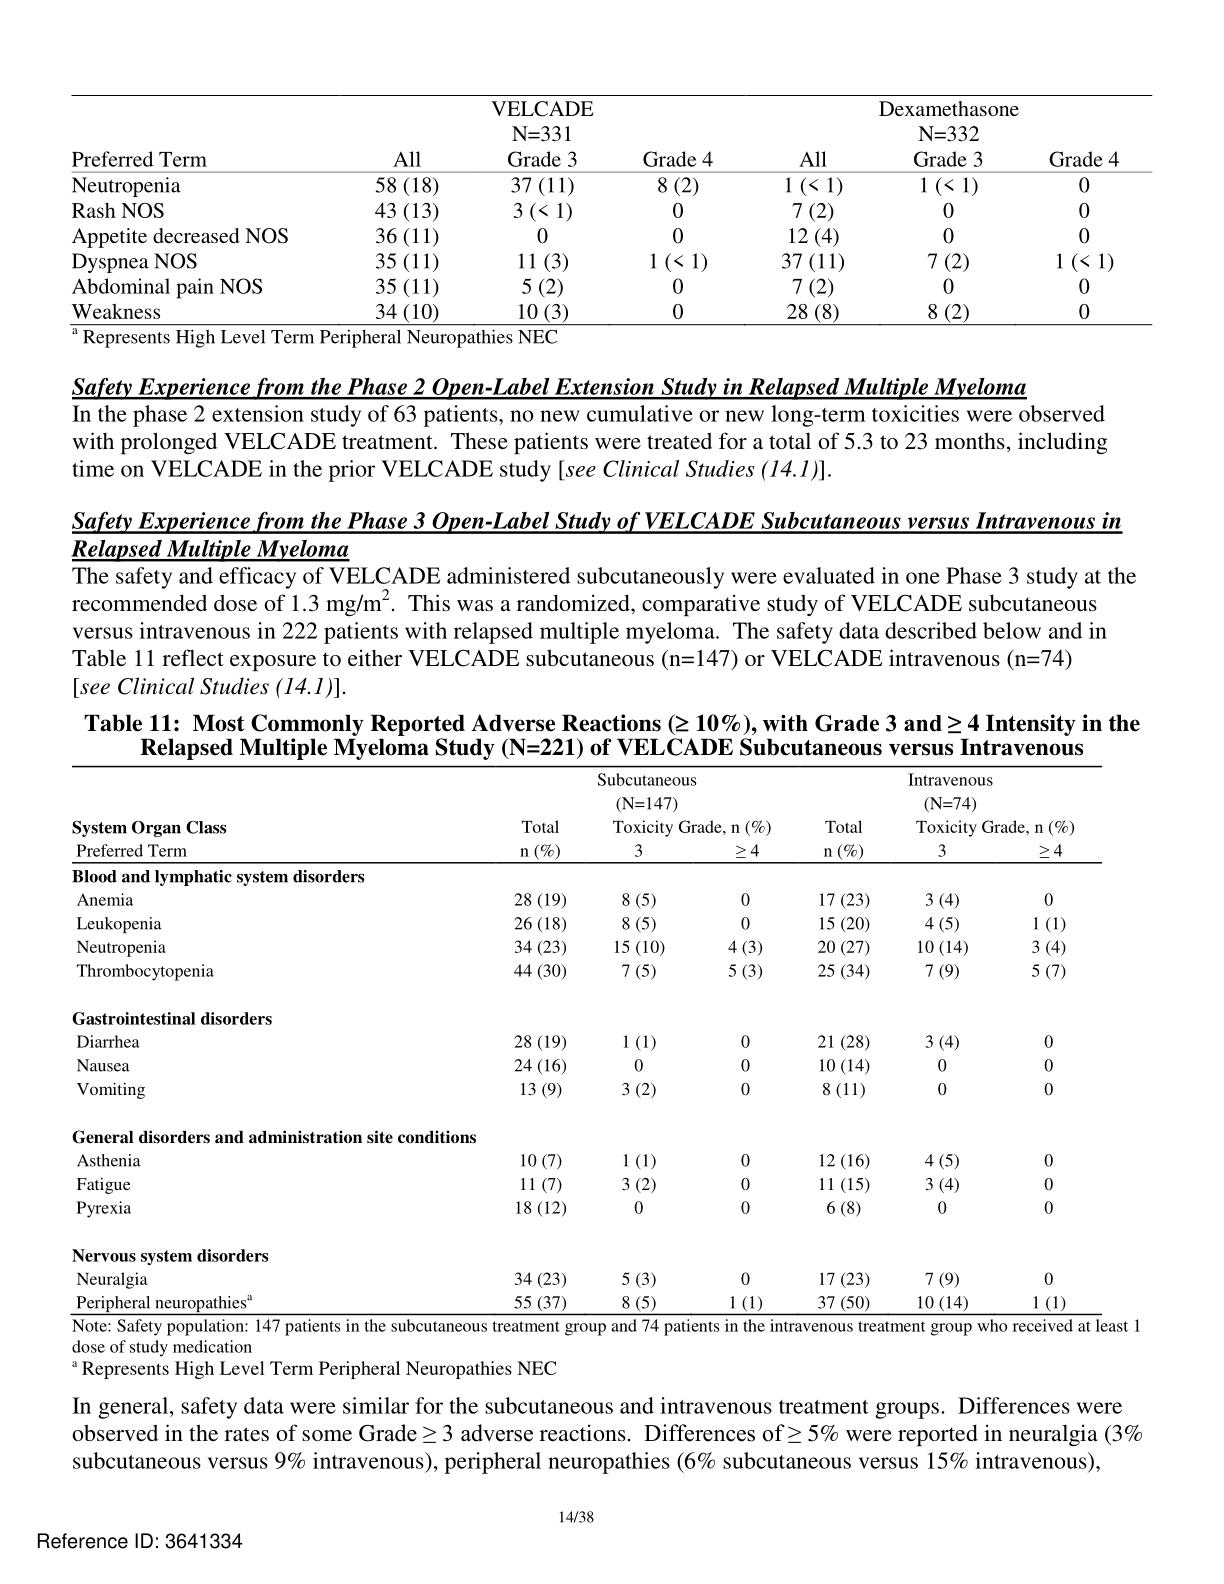 VELCADE Dexamethasone
N=331 N=332
Preferred Term All Grade 3 Grade 4 All Grade 3 Grade 4
Neutropenia 58 (18) 37 (11) 8 (2) 1 (< 1) 1 (< 1) 0
Rash NOS 43 (13) 3 (< 1) 0 7 (2) 0 0
Appetite decreased NOS 36 (11) 0 0 12 (4) 0 0
Dyspnea NOS 35 (11) 11 (3) 1 (< 1) 37 (11) 7 (2) 1 (< 1)
Abdominal pain NOS 35 (11) 5 (2) 0 7 (2) 0 0
Weakness 34 (10) 10 (3) 0 28 (8) 8 (2) 0
a Represents High Level Term Peripheral Neuropathies NEC
Safety Experience from the Phase 2 Open-Label Extension Study in Relapsed Multiple Myeloma
In the phase 2 extension study of 63 patients, no new cumulative or new long-term toxicities were observed
with prolonged VELCADE treatment. These patients were treated for a total of 5.3 to 23 months, including
time on VELCADE in the prior VELCADE study [see Clinical Studies (14.1)].
Safety Experience from the Phase 3 Open-Label Study of VELCADE Subcutaneous versus Intravenous in
Relapsed Multiple Myeloma
The safety and efficacy of VELCADE administered subcutaneously were evaluated in one Phase 3 study at the
recommended dose of 1.3 mg/m2. This was a randomized, comparative study of VELCADE subcutaneous
versus intravenous in 222 patients with relapsed multiple myeloma. The safety data described below and in
Table 11 reflect exposure to either VELCADE subcutaneous (n=147) or VELCADE intravenous (n=74)
[see Clinical Studies (14.1)].
Table 11: Most Commonly Reported Adverse Reactions (≥ 10%), with Grade 3 and ≥ 4 Intensity in the
Relapsed Multiple Myeloma Study (N=221) of VELCADE Subcutaneous versus Intravenous
Subcutaneous Intravenous
(N=147) (N=74)
System Organ Class Total Toxicity Grade, n (%) Total Toxicity Grade, n (%)
Preferred Term n (%) 3 ≥ 4 n (%) 3 ≥ 4
Blood and lymphatic system disorders
Anemia 28 (19) 8 (5) 0 17 (23) 3 (4) 0
Leukopenia 26 (18) 8 (5) 0 15 (20) 4 (5) 1 (1)
Neutropenia 34 (23) 15 (10) 4 (3) 20 (27) 10 (14) 3 (4)
Thrombocytopenia 44 (30) 7 (5) 5 (3) 25 (34) 7 (9) 5 (7)
Gastrointestinal disorders
Diarrhea 28 (19) 1 (1) 0 21 (28) 3 (4) 0
Nausea 24 (16) 0 0 10 (14) 0 0
Vomiting 13 (9) 3 (2) 0 8 (11) 0 0
General disorders and administration site conditions
Asthenia 10 (7) 1 (1) 0 12 (16) 4 (5) 0
Fatigue 11 (7) 3 (2) 0 11 (15) 3 (4) 0
Pyrexia 18 (12) 0 0 6 (8) 0 0
Nervous system disorders
Neuralgia 34 (23) 5 (3) 0 17 (23) 7 (9) 0
Peripheral neuropathiesa 55 (37) 8 (5) 1 (1) 37 (50) 10 (14) 1 (1)
Note: Safety population: 147 patients in the subcutaneous treatment group and 74 patients in the intravenous treatment group who received at least 1
dose of study medication
a Represents High Level Term Peripheral Neuropathies NEC
In general, safety data were similar for the subcutaneous and intravenous treatment groups. Differences were
observed in the rates of some Grade ≥ 3 adverse reactions. Differences of ≥ 5% were reported in neuralgia (3%
subcutaneous versus 9% intravenous), peripheral neuropathies (6% subcutaneous versus 15% intravenous),
14/38
Reference ID: 3641334